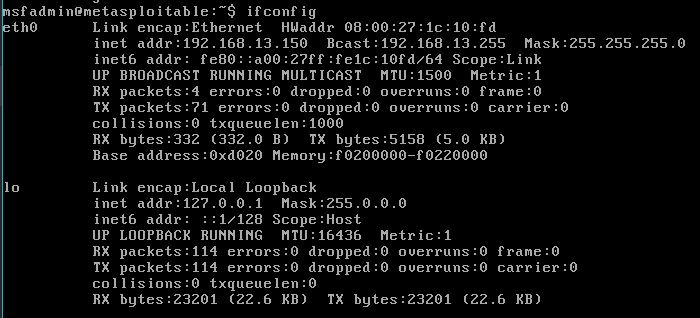 msfadmin@metasploitable:~$ ifconfig
eth0      Link encap:Ethernet  HWaddr 08:00:27:1c:10:fd
          inet addr:192.168.13.150  Bcast:192.168.13.255  Mask:255.255.255.0
          inet6 addr: fe80::a00:27ff:fe1c:10fd/64 Scope:Link
          UP BROADCAST RUNNING MULTICAST  MTU:1500  Metric:1
          RX packets:4 errors:0 dropped:0 overruns:0 frame:0
          TX packets:71 errors:0 dropped:0 overruns:0 carrier:0
          collisions:0 txqueuelen:1000
          RX bytes:332 (332.0 B)  TX bytes:5158 (5.0 KB)
          Base address:0xd020 Memory:f0200000-f0220000
lo        Link encap:Local Loopback
          inet addr:127.0.0.1  Mask:255.0.0.0
          inet6 addr: ::1/128 Scope:Host
          UP LOOPBACK RUNNING  MTU:16436  Metric:1
          RX packets:114 errors:0 dropped:0 overruns:0 frame:0
          TX packets:114 errors:0 dropped:0 overruns:0 carrier:0
          collisions:0 txqueuelen:0
          RX bytes:23201 (22.6 KB)  TX bytes:23201 (22.6 KB)